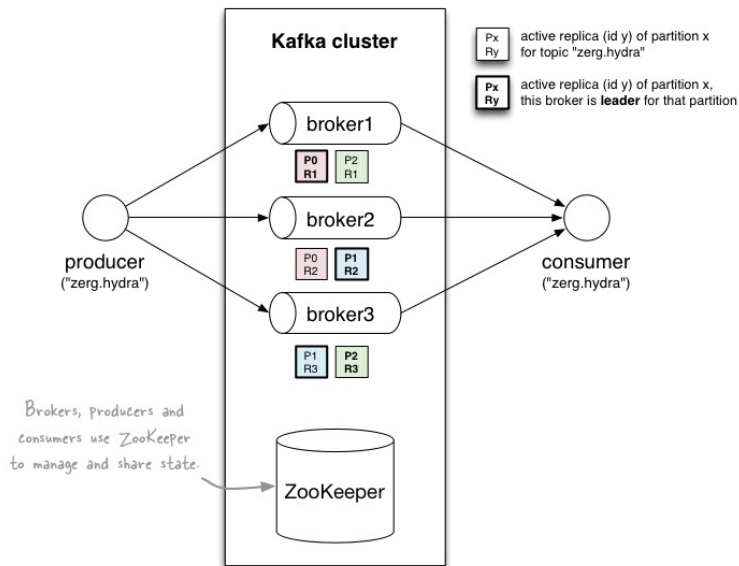 Kafka cluster
Px
Ry
active replica (id y) of partition x
for topic "zerg.hydra"
Px
Ry
active replica (id y) of partition x,
this broker is leader for that partition
broker1
P0
R1
P2
R1
broker2
P0
R2
P1
R2
producer
("zerg.hydra")
consumer
("zerg.hydra")
broker3
P1
R3
P2
R3
Brokers, producers and
consumers use ZooKeeper
to manage and share state.
ZooKeeper